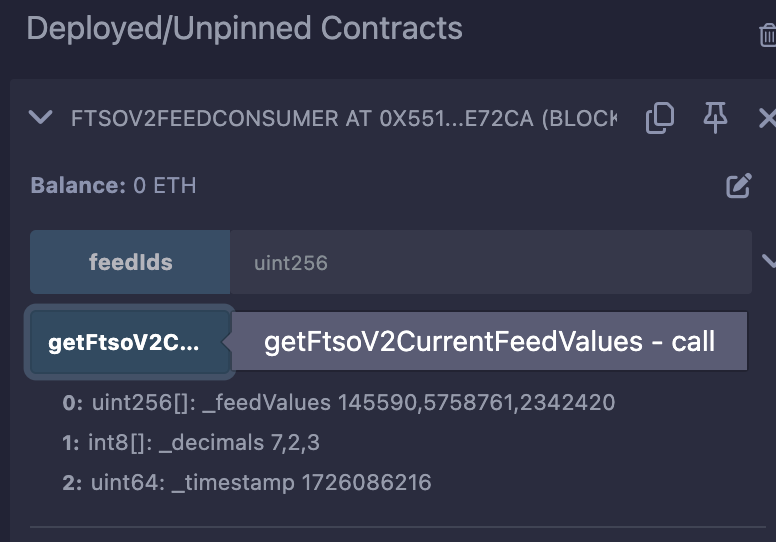 Deployed/Unpinned Contracts
FTSOV2FEEDCONSUMER AT 0X551...E72CA (BLOCK
Balance: 0 ETH
feedIds uint256
getFtsoV2C... getFtsoV2CurrentFeedValues - call
0: uint256[]: _feedValues 145590,5758761,2342420
1: int8[]: _decimals 7,2,3
2: uint64: _timestamp 1726086216